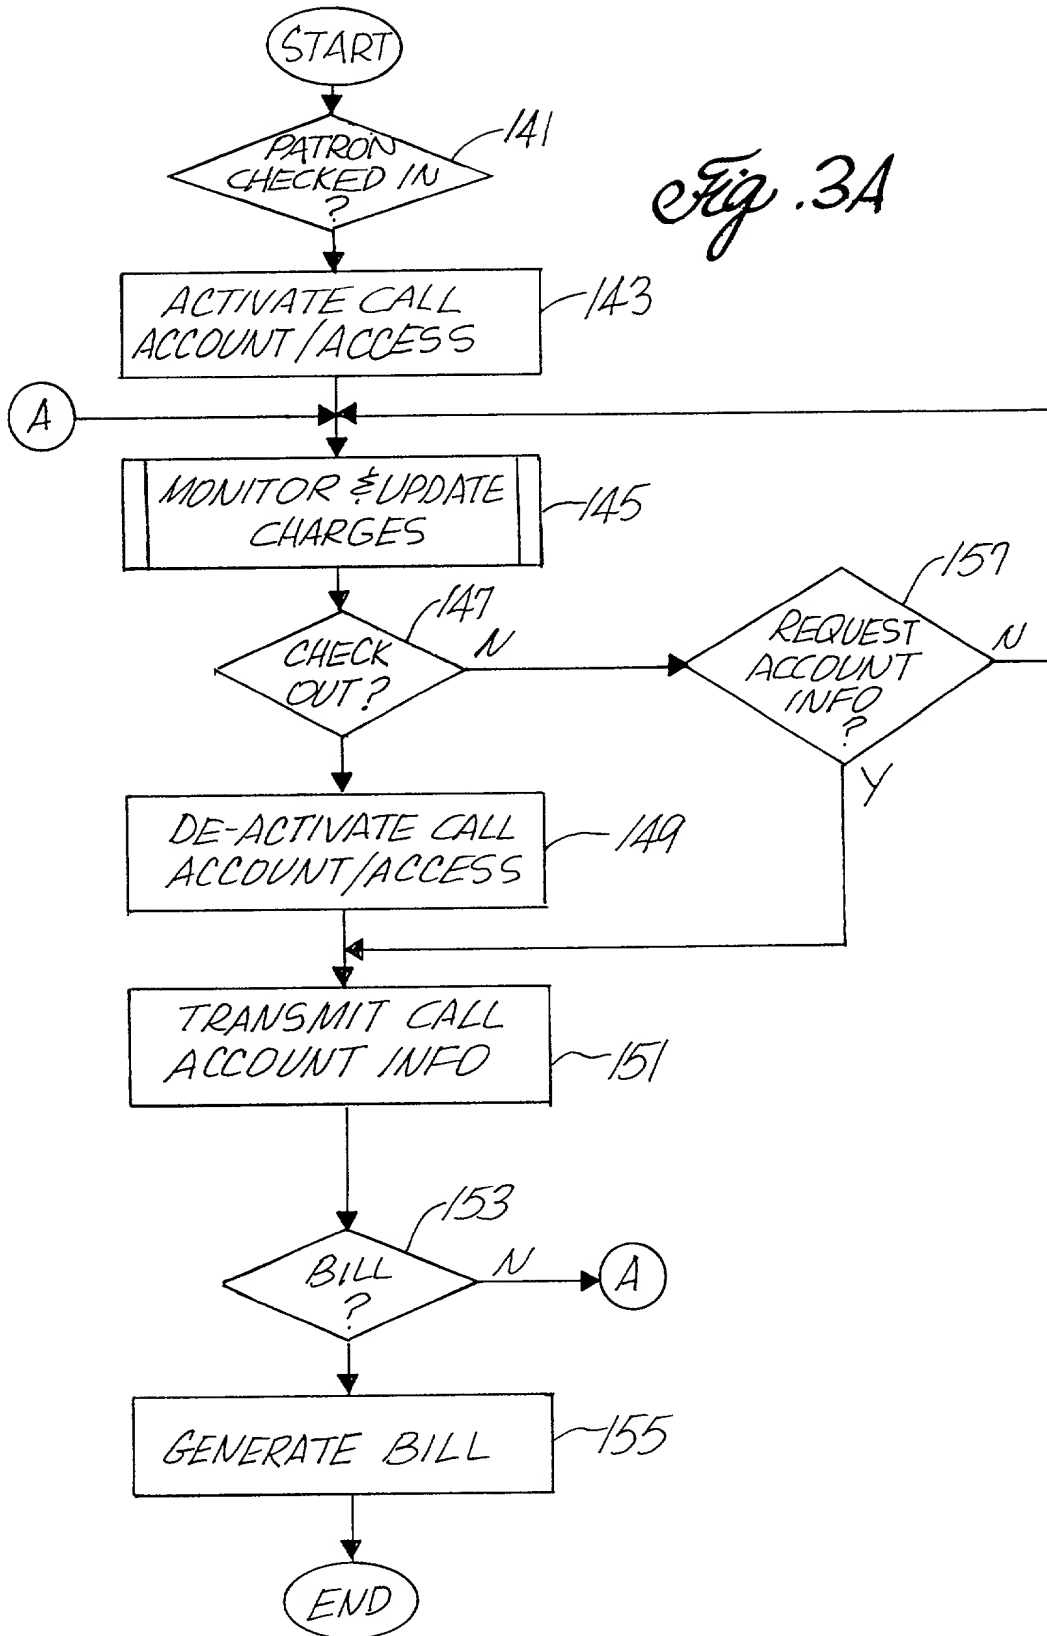 START
PATRON
CHECKED IN
?
141
Fig. 3A
ACTIVATE CALL
ACCOUNT/ACCESS
143
A
MONITOR & UPDATE
CHARGES
145
CHECK
OUT?
147
N
REQUEST
ACCOUNT
INFO
?
157
N
Y
DE-ACTIVATE CALL
ACCOUNT/ACCESS
149
TRANSMIT CALL
ACCOUNT INFO
151
BILL
?
153
N
A
GENERATE BILL
155
END